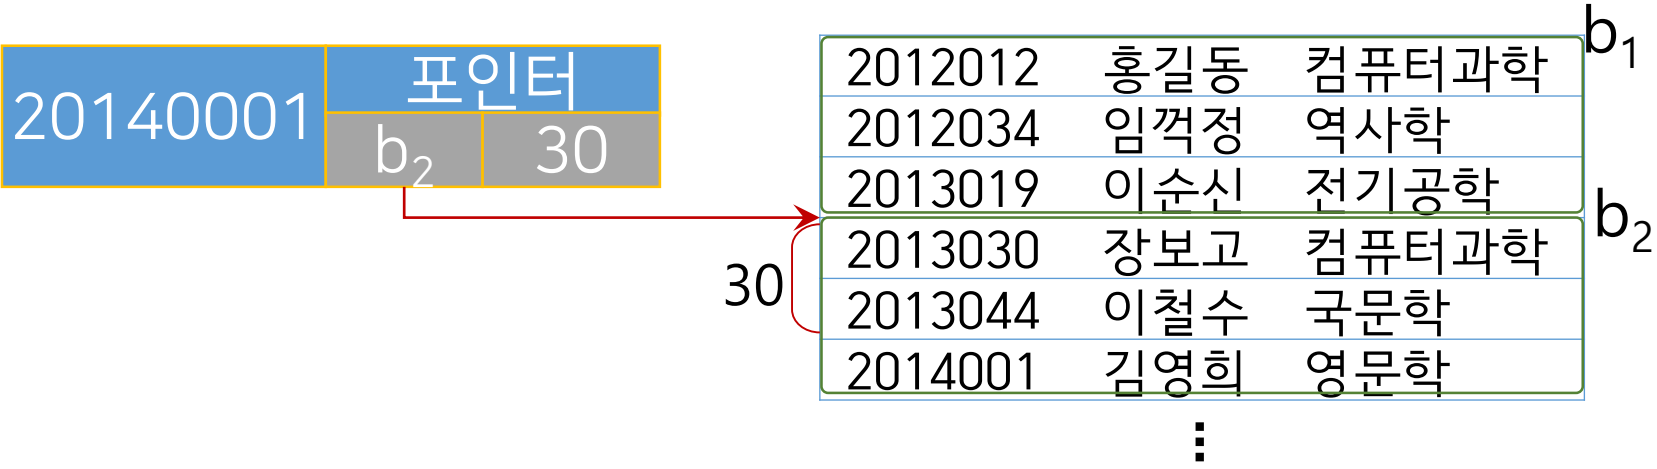 20140001
포인터
b2 30
b1
2012012 홍길동 컴퓨터과학
2012034 임꺽정 역사학
2013019 이순신 전기공학
b2
2013030 장보고 컴퓨터과학
30
2013044 이철수 국문학
2014001 김영희 영문학
⋮